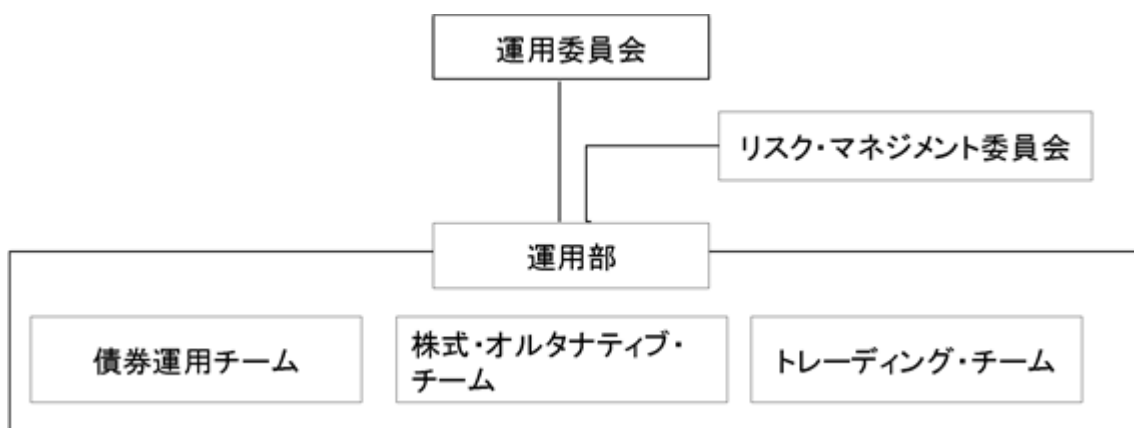 運用委員会
リスク・マネジメント委員会
運用部
債券運用チーム
株式・オルタナティブ・
チーム
トレーディング・チーム